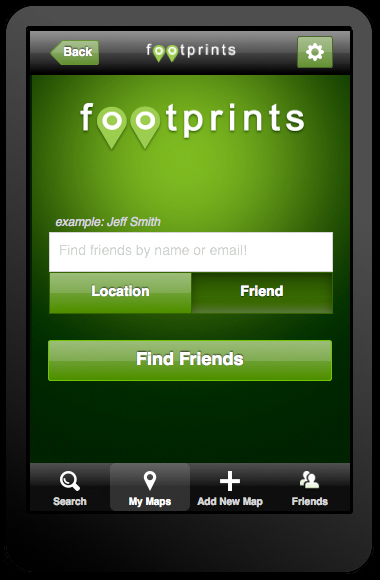 Back footprints
footprints
example: Jeff Smith
Find friends by name or email!
Location Friend
Find Friends
Search My Maps Add New Map Friends